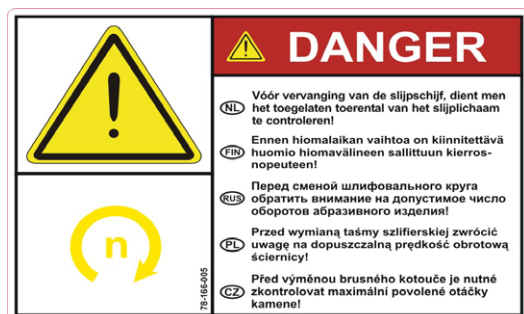 DANGER
NL
Vóór vervanging van de slijpschijf, dient men
het toegelaten toerental van het slijplichaam
te controleren!
FIN
Ennen hiomalaikan vaihtoa on kiinnitettävä
huomio hiomavälineen sallittuun kierros-
nopeuteen!
RUS
Перед сменой шлифовального круга
обратить внимание на допустимое число
оборотов абразивного изделия!
PL
Przed wymianą taśmy szlifierskiej zwrócić
uwagę na dopuszczalną prędkość obrotową
ściernicy!
CZ
Před výměnou brusného kotouče je nutné
zkontrolovat maximální povolené otáčky
kamene!
n
78-166-005